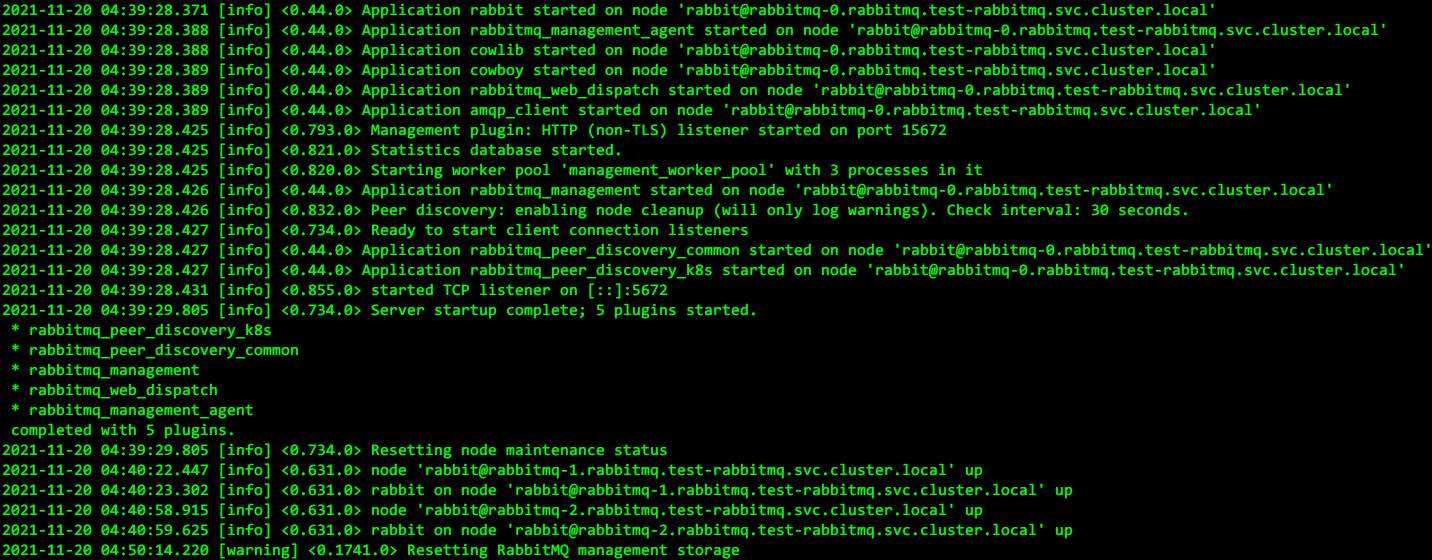 2021-11-20 04:39:28.371 [info] <0.44.0> Application rabbit started on node 'rabbit@rabbitmq-0.rabbitmq.test-rabbitmq.svc.cluster.local'
2021-11-20 04:39:28.388 [info] <0.44.0> Application rabbitmq_management_agent started on node 'rabbit@rabbitmq-0.rabbitmq.test-rabbitmq.svc.cluster.local'
2021-11-20 04:39:28.388 [info] <0.44.0> Application cowlib started on node 'rabbit@rabbitmq-0.rabbitmq.test-rabbitmq.svc.cluster.local'
2021-11-20 04:39:28.389 [info] <0.44.0> Application cowboy started on node 'rabbit@rabbitmq-0.rabbitmq.test-rabbitmq.svc.cluster.local'
2021-11-20 04:39:28.389 [info] <0.44.0> Application rabbitmq_web_dispatch started on node 'rabbit@rabbitmq-0.rabbitmq.test-rabbitmq.svc.cluster.local'
2021-11-20 04:39:28.389 [info] <0.44.0> Application amqp_client started on node 'rabbit@rabbitmq-0.rabbitmq.test-rabbitmq.svc.cluster.local'
2021-11-20 04:39:28.425 [info] <0.793.0> Management plugin: HTTP (non-TLS) listener started on port 15672
2021-11-20 04:39:28.425 [info] <0.821.0> Statistics database started.
2021-11-20 04:39:28.425 [info] <0.820.0> Starting worker pool 'management_worker_pool' with 3 processes in it
2021-11-20 04:39:28.426 [info] <0.44.0> Application rabbitmq_management started on node 'rabbit@rabbitmq-0.rabbitmq.test-rabbitmq.svc.cluster.local'
2021-11-20 04:39:28.426 [info] <0.832.0> Peer discovery: enabling node cleanup (will only log warnings). Check interval: 30 seconds.
2021-11-20 04:39:28.427 [info] <0.734.0> Ready to start client connection listeners
2021-11-20 04:39:28.427 [info] <0.44.0> Application rabbitmq_peer_discovery_common started on node 'rabbit@rabbitmq-0.rabbitmq.test-rabbitmq.svc.cluster.local'
2021-11-20 04:39:28.427 [info] <0.44.0> Application rabbitmq_peer_discovery_k8s started on node 'rabbit@rabbitmq-0.rabbitmq.test-rabbitmq.svc.cluster.local'
2021-11-20 04:39:28.431 [info] <0.855.0> started TCP listener on [::]:5672
2021-11-20 04:39:29.805 [info] <0.734.0> Server startup complete; 5 plugins started.
 * rabbitmq_peer_discovery_k8s
 * rabbitmq_peer_discovery_common
 * rabbitmq_management
 * rabbitmq_web_dispatch
 * rabbitmq_management_agent
 completed with 5 plugins.
2021-11-20 04:39:29.805 [info] <0.734.0> Resetting node maintenance status
2021-11-20 04:40:22.447 [info] <0.631.0> node 'rabbit@rabbitmq-1.rabbitmq.test-rabbitmq.svc.cluster.local' up
2021-11-20 04:40:23.302 [info] <0.631.0> rabbit on node 'rabbit@rabbitmq-1.rabbitmq.test-rabbitmq.svc.cluster.local' up
2021-11-20 04:40:58.915 [info] <0.631.0> node 'rabbit@rabbitmq-2.rabbitmq.test-rabbitmq.svc.cluster.local' up
2021-11-20 04:40:59.625 [info] <0.631.0> rabbit on node 'rabbit@rabbitmq-2.rabbitmq.test-rabbitmq.svc.cluster.local' up
2021-11-20 04:50:14.220 [warning] <0.1741.0> Resetting RabbitMQ management storage